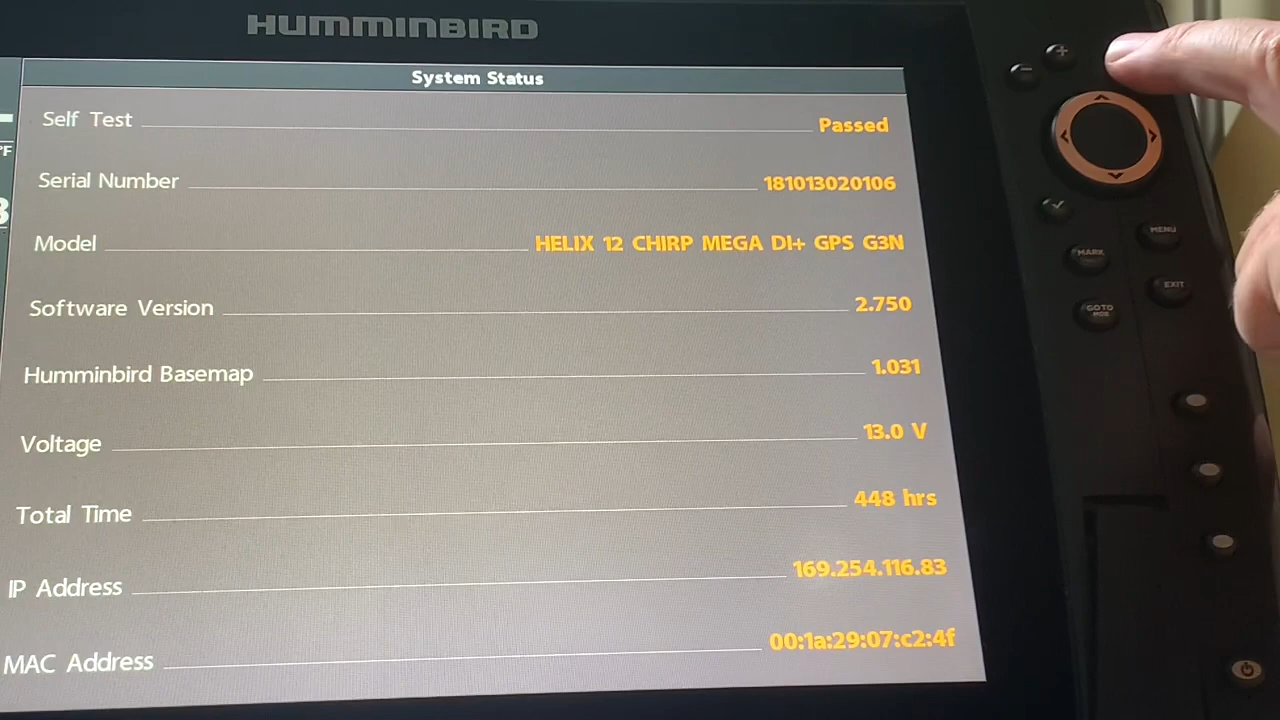 HUMMINBIRD
System Status
Self Test Passed
Serial Number 181013020106
Model HELIX 12 CHIRP MEGA DI+ GPS G3N
Software Version 2.750
Humminbird Basemap 1.031
Voltage 13.0 V
Total Time 448 hrs
IP Address 169.254.116.83
MAC Address 00:1a:29:07:c2:4f
°F
+
-
MENU
MARK
EXIT
GOTO
MOB